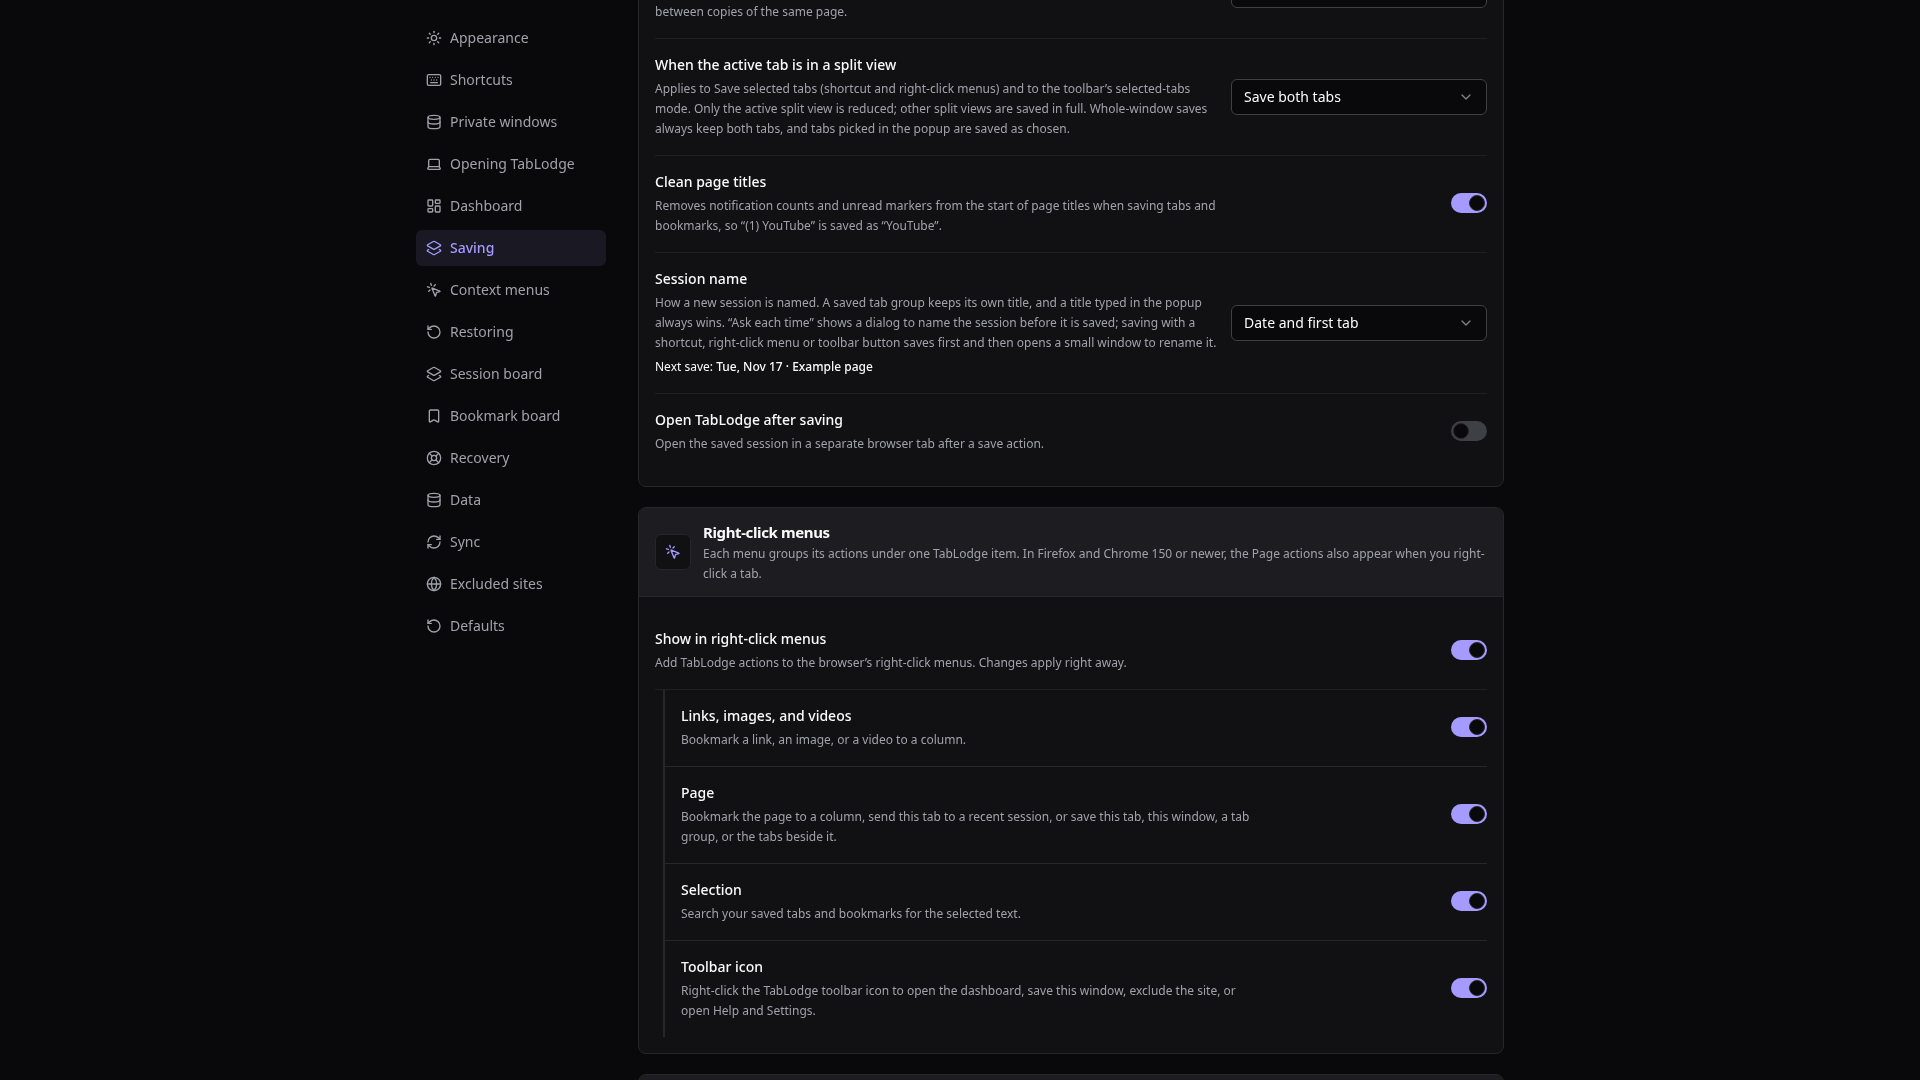 Appearance
Shortcuts
Private windows
Opening TabLodge
Dashboard
Saving
Context menus
Restoring
Session board
Bookmark board
Recovery
Data
Sync
Excluded sites
Defaults
between copies of the same page.
When the active tab is in a split view
Applies to Save selected tabs (shortcut and right-click menus) and to the toolbar’s selected-tabs
mode. Only the active split view is reduced; other split views are saved in full. Whole-window saves
always keep both tabs, and tabs picked in the popup are saved as chosen.
Save both tabs
Clean page titles
Removes notification counts and unread markers from the start of page titles when saving tabs and
bookmarks, so “(1) YouTube” is saved as “YouTube”.
Session name
How a new session is named. A saved tab group keeps its own title, and a title typed in the popup
always wins. “Ask each time” shows a dialog to name the session before it is saved; saving with a
shortcut, right-click menu or toolbar button saves first and then opens a small window to rename it.
Next save: Tue, Nov 17 · Example page
Date and first tab
Open TabLodge after saving
Open the saved session in a separate browser tab after a save action.
Right-click menus
Each menu groups its actions under one TabLodge item. In Firefox and Chrome 150 or newer, the Page actions also appear when you right-
click a tab.
Show in right-click menus
Add TabLodge actions to the browser’s right-click menus. Changes apply right away.
Links, images, and videos
Bookmark a link, an image, or a video to a column.
Page
Bookmark the page to a column, send this tab to a recent session, or save this tab, this window, a tab
group, or the tabs beside it.
Selection
Search your saved tabs and bookmarks for the selected text.
Toolbar icon
Right-click the TabLodge toolbar icon to open the dashboard, save this window, exclude the site, or
open Help and Settings.